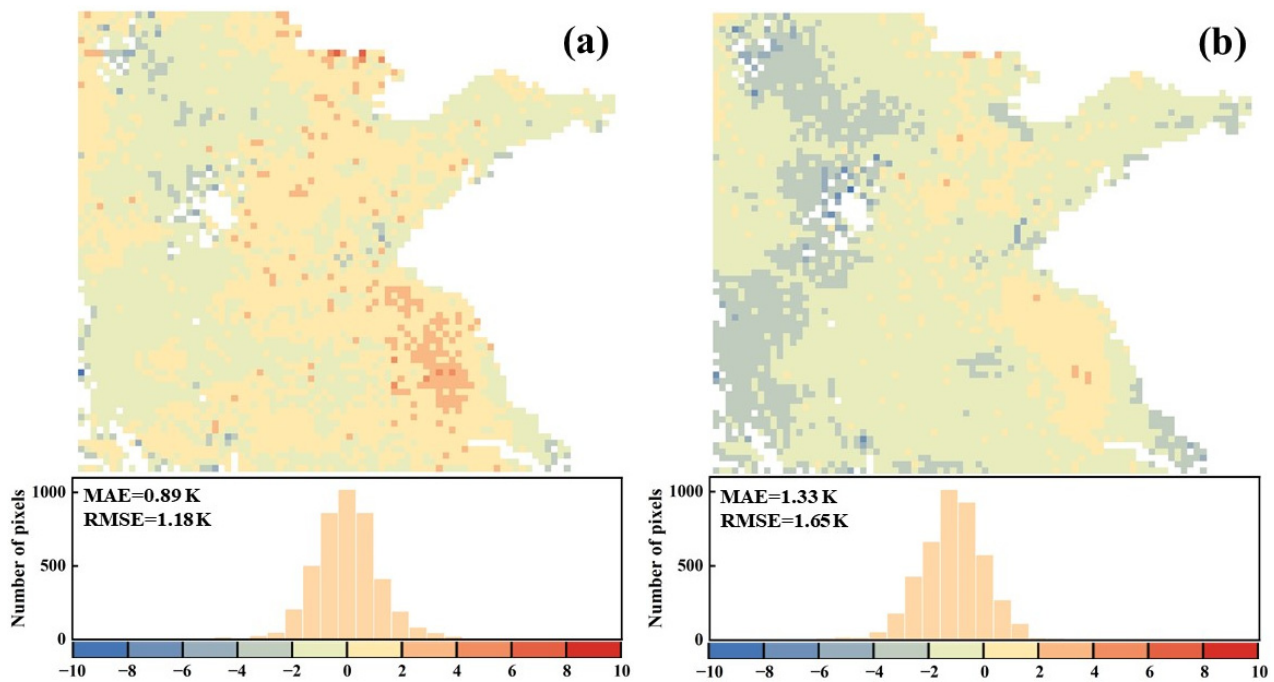 (a)
(b)
MAE=0.89 K
RMSE=1.18 K
Number of pixels
1000
500
0
−10 −8 −6 −4 −2 0 2 4 6 8 10
MAE=1.33 K
RMSE=1.65 K
Number of pixels
1000
500
0
−10 −8 −6 −4 −2 0 2 4 6 8 10